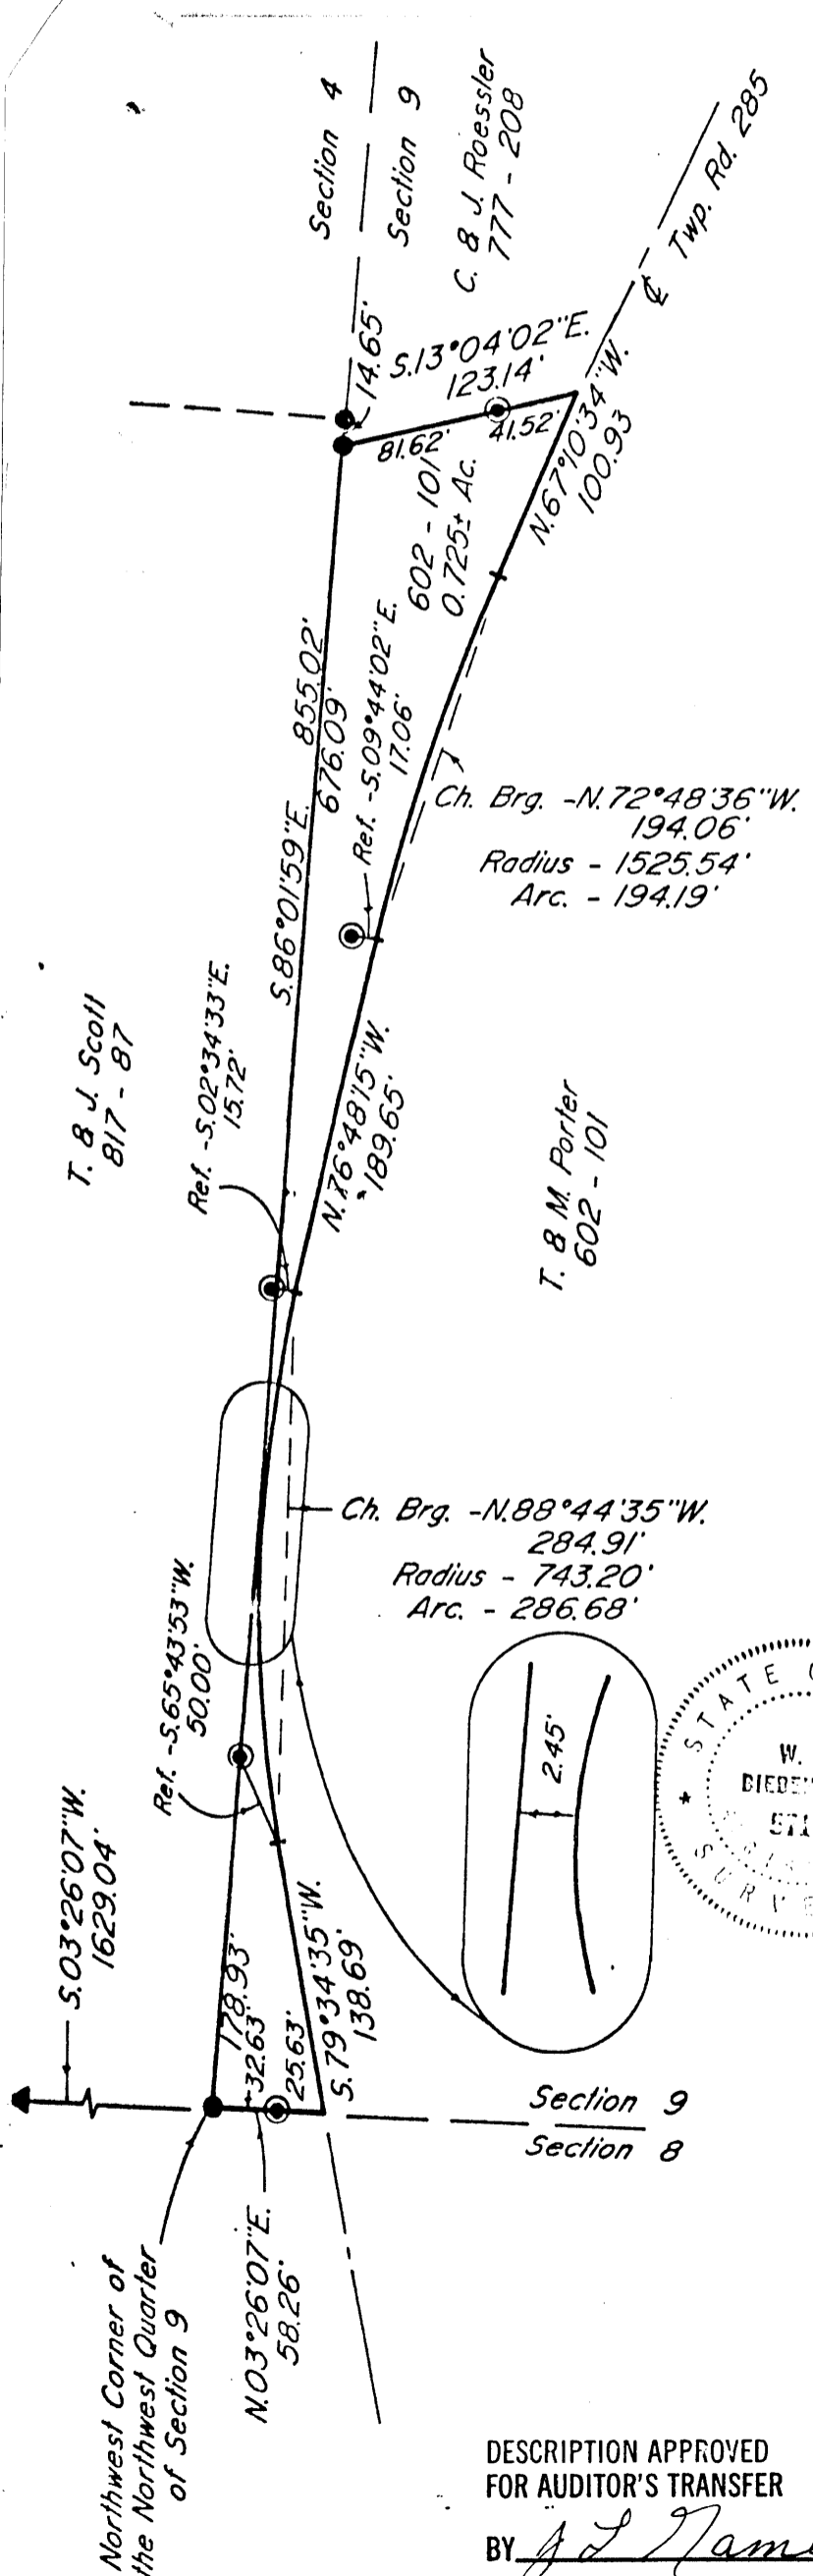 Section 4
Section 9
C. & J. Roessler
777 - 208
℄ Twp. Rd. 285
14.65'
S.13°04'02"E.
123.14'
81.62'
41.52'
602 - 101
0.725± Ac.
N.67°10'34"W.
100.93
855.02'
676.09'
S.86°01'59"E.
Ref. -S.09°44'02"E.
17.06'
Ch. Brg. -N.72°48'36"W.
194.06'
Radius - 1525.54'
Arc. - 194.19'
T. & J. Scott
817 - 87
Ref. -S.02°34'33"E.
15.72'
N.76°48'15"W.
189.65'
T. & M. Porter
602 - 101
Ch. Brg. -N.88°44'35"W.
284.91'
Radius - 743.20'
Arc. - 286.68'
Ref. -S.65°43'53"W.
50.00'
2.45'
STATE
W.
SURVE
S.03°26'07"W.
1629.04'
178.93'
32.63'
25.63'
S.79°34'35"W.
138.69'
Section 9
Section 8
Northwest Corner of
the Northwest Quarter
of Section 9
N.03°26'07"E.
58.26'
DESCRIPTION APPROVED
FOR AUDITOR'S TRANSFER
BY